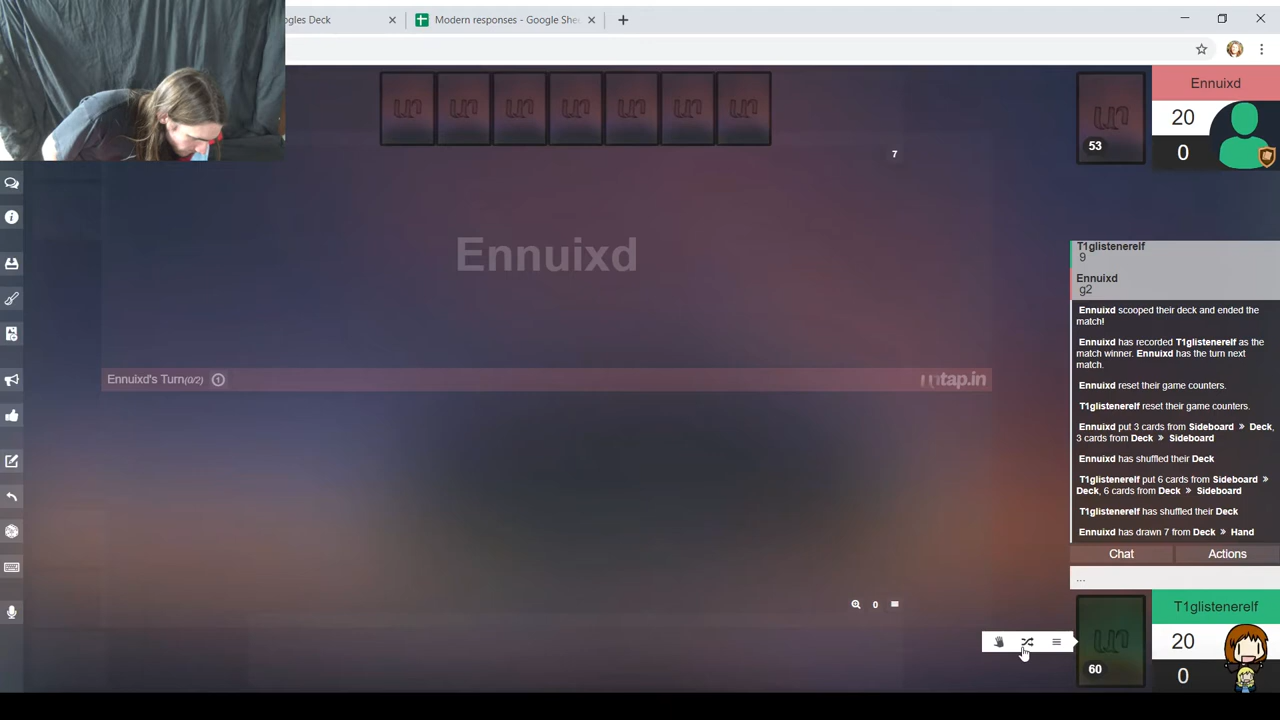 ogles Deck
Modern responses - Google She
Ennuixd
20
53
0
7
Ennuixd
T1glistenerelf
9
Ennuixd
g2
Ennuixd scooped their deck and ended the
match!
Ennuixd has recorded T1glistenerelf as the
match winner. Ennuixd has the turn next
match.
Ennuixd reset their game counters.
T1glistenerelf reset their game counters.
Ennuixd put 3 cards from Sideboard » Deck,
3 cards from Deck » Sideboard
Ennuixd has shuffled their Deck
T1glistenerelf put 6 cards from Sideboard »
Deck, 6 cards from Deck » Sideboard
T1glistenerelf has shuffled their Deck
Ennuixd has drawn 7 from Deck » Hand
Ennuixd's Turn(0/2) 1
untap.in
Chat
Actions
...
0
T1glistenerelf
20
60
0